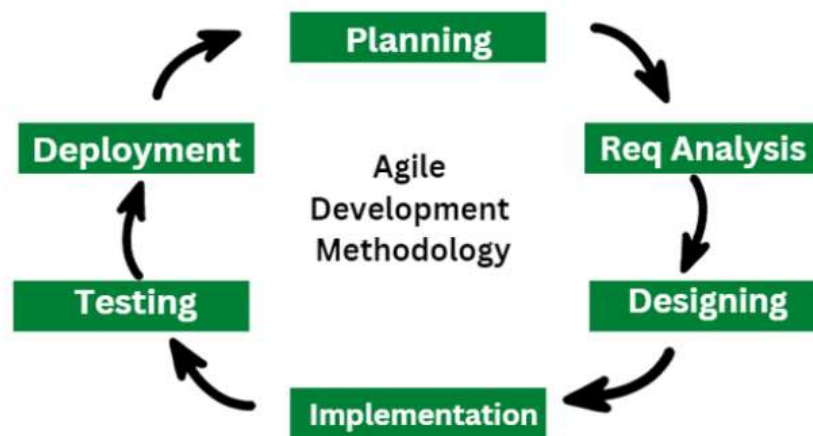 Planning
Deployment
Req Analysis
Agile
Development
Methodology
Testing
Designing
Implementation